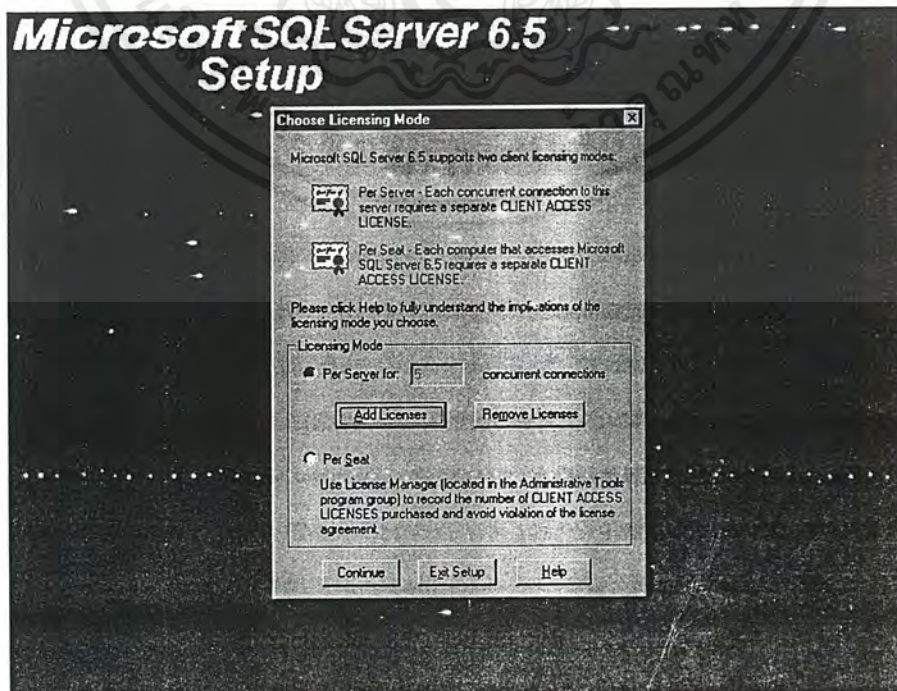 Microsoft SQL Server 6.5
Setup
Choose Licensing Mode
Microsoft SQL Server 6.5 supports two client licensing modes:
Per Server - Each concurrent connection to this
server requires a separate CLIENT ACCESS
LICENSE.
Per Seat - Each computer that accesses Microsoft
SQL Server 6.5 requires a separate CLIENT
ACCESS LICENSE.
Please click Help to fully understand the implications of the
licensing mode you choose.
Licensing Mode
Per Server for: 5 concurrent connections
Add Licenses Remove Licenses
Per Seat
Use License Manager (located in the Administrative Tools
program group) to record the number of CLIENT ACCESS
LICENSES purchased and avoid violation of the license
agreement.
Continue Exit Setup Help